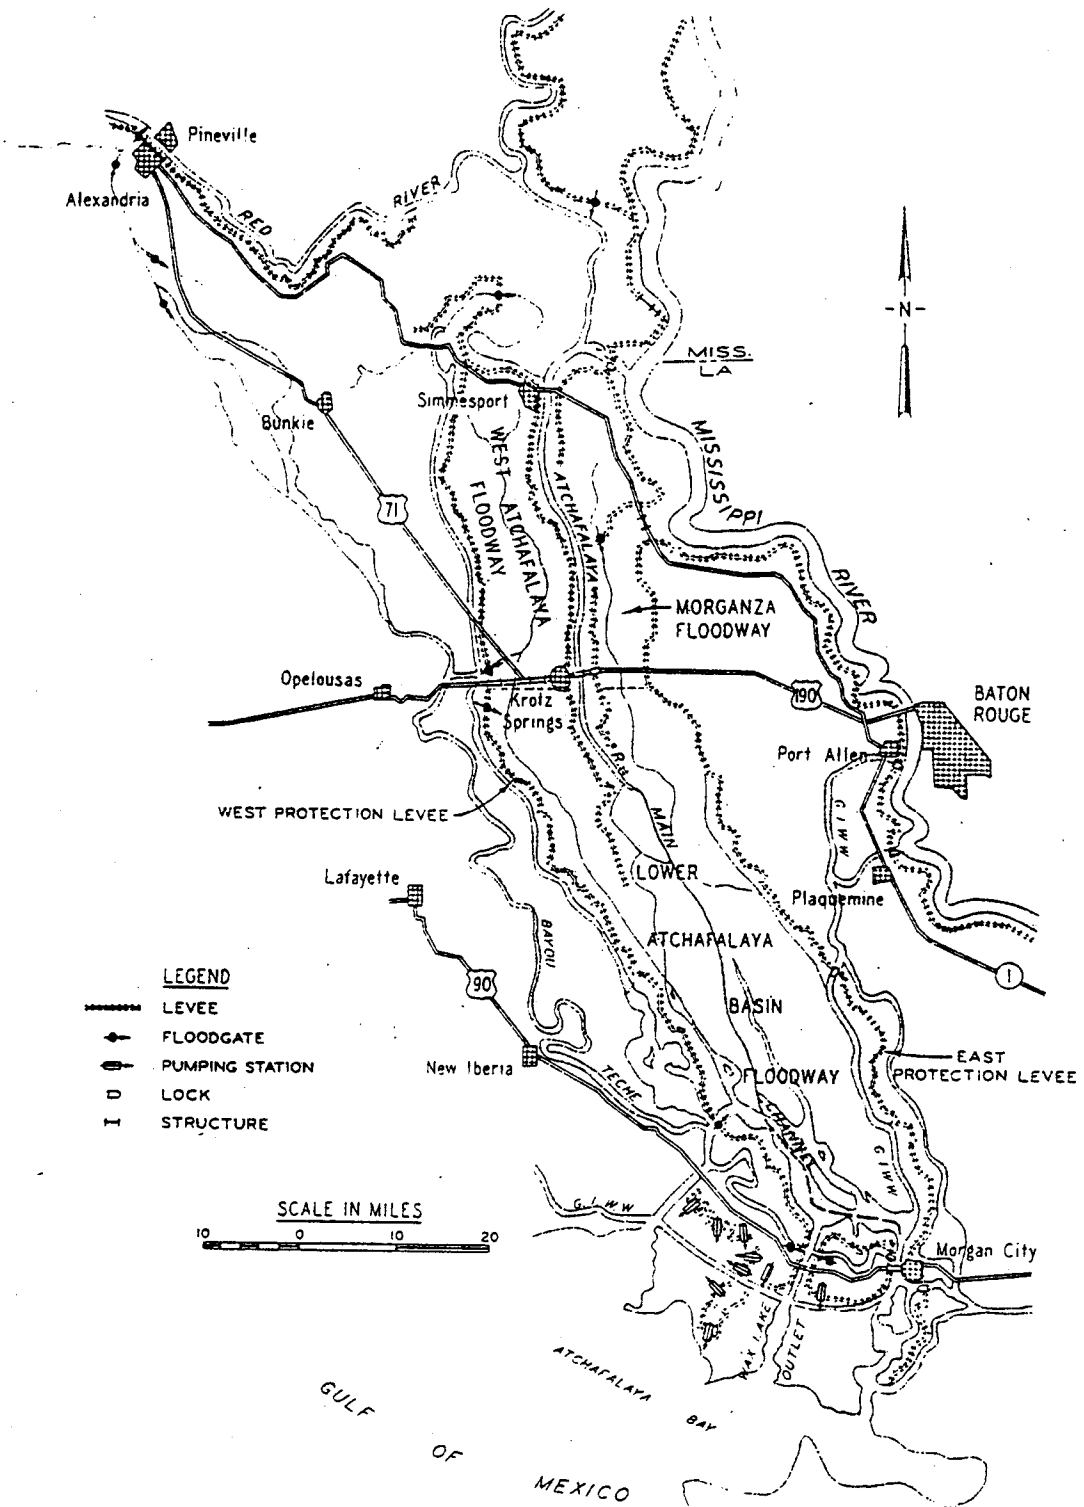 Pineville
Alexandria
RED
RIVER
-N-
MISS.
LA
Simmesport
Bunkie
MISSISSIPPI
RIVER
WEST
ATCHAFALAYA
FLOODWAY
ATCHAFALAYA
71
MORGANZA
FLOODWAY
Opelousas
Krotz
Springs
190
BATON
ROUGE
Port Allen
WEST PROTECTION LEVEE
MAIN
GIWW
LOWER
Lafayette
Plaquemine
BAYOU
ATCHAFALAYA
90
1
LEGEND
LEVEE
FLOODGATE
PUMPING STATION
LOCK
STRUCTURE
BASIN
New Iberia
TECHE
FLOODWAY
EAST
PROTECTION LEVEE
CHANNEL
GIWW
G.I.W.W
SCALE IN MILES
10 0 10 20
Morgan City
WAX LAKE
OUTLET
ATCHAFALAYA
BAY
GULF
OF
MEXICO